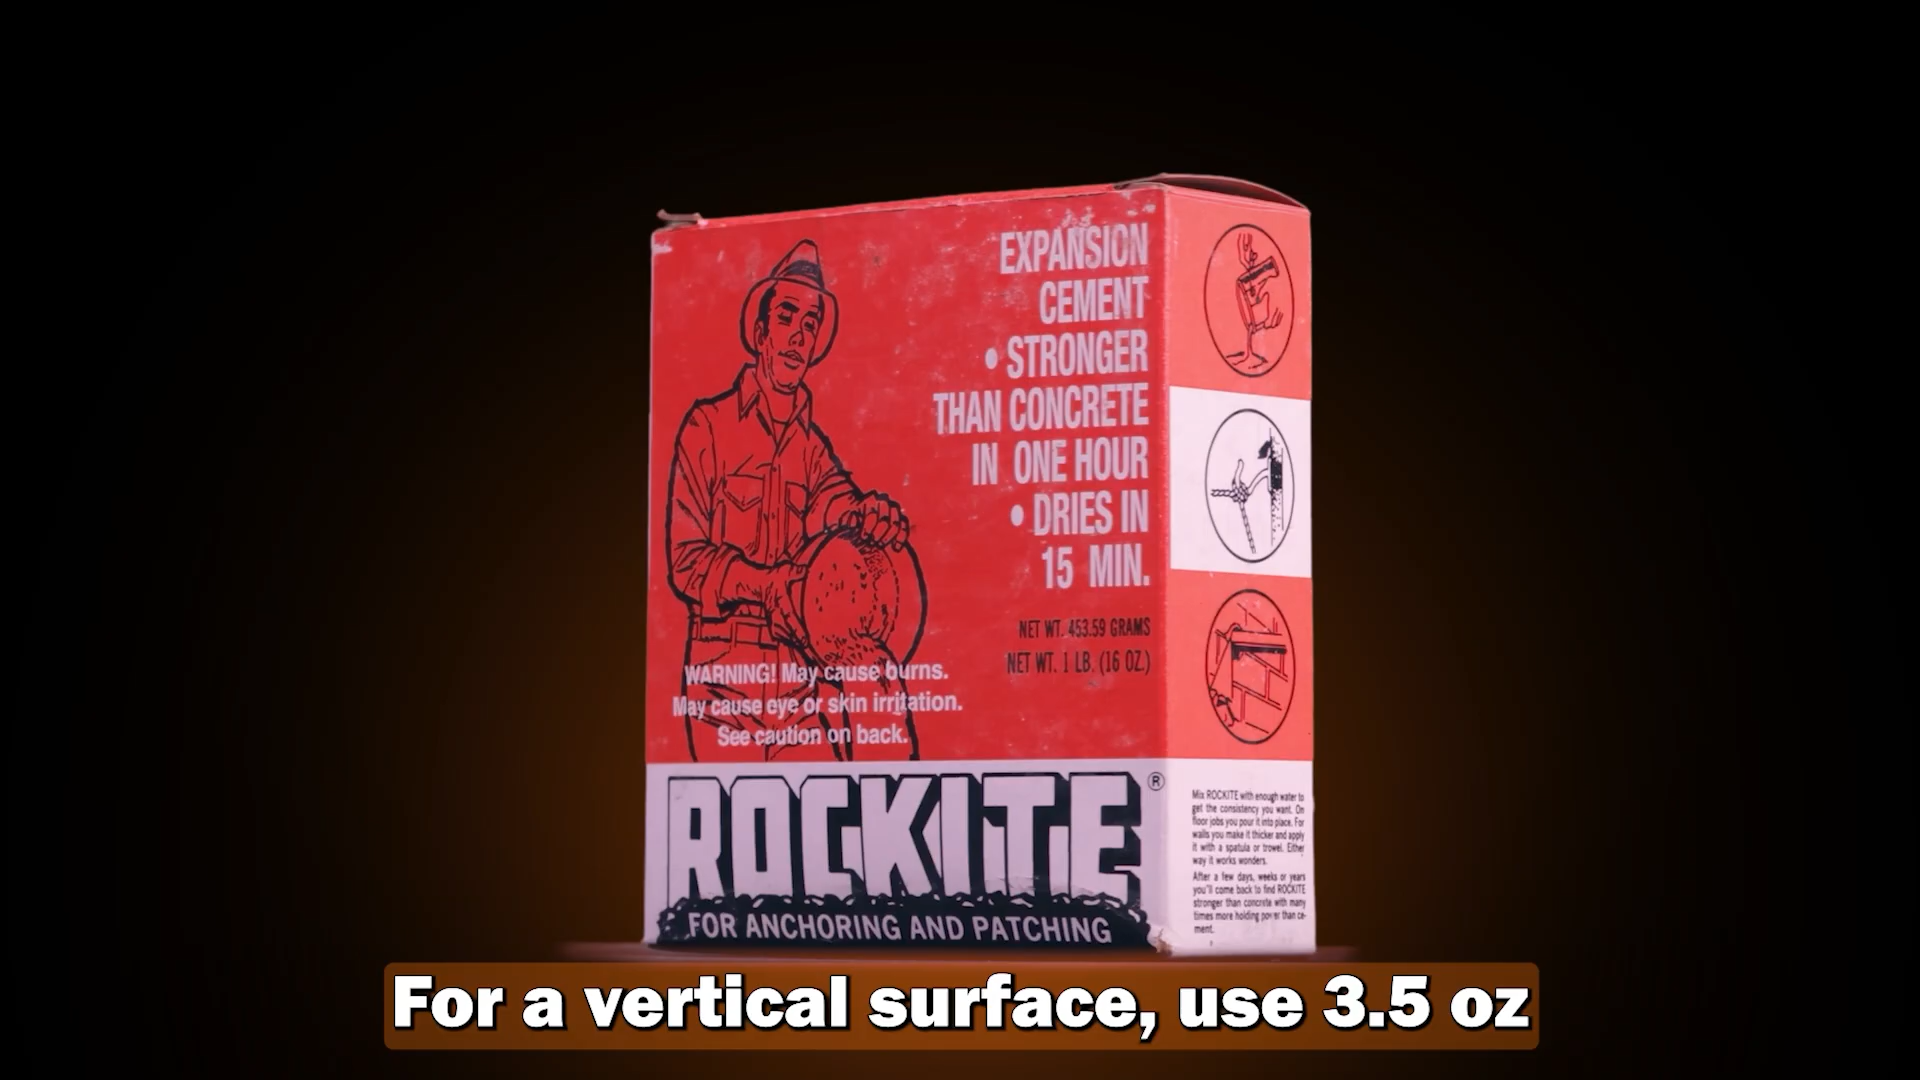 EXPANSION
CEMENT
• STRONGER
THAN CONCRETE
IN ONE HOUR
• DRIES IN
15 MIN.
NET WT. 453.59 GRAMS
NET WT. 1 LB. (16 OZ.)
WARNING! May cause burns.
May cause eye or skin irritation.
See caution on back.
ROCKITE®
FOR ANCHORING AND PATCHING
Mix ROCKITE with enough water to
get the consistency you want. On
floor jobs you pour it into place. For
walls you make it thicker and apply
it with a spatula or trowel. Either
way it works wonders.
After a few days, weeks or years
you'll come back to find ROCKITE
stronger than concrete with many
times more holding power than ce-
ment.
For a vertical surface, use 3.5 oz